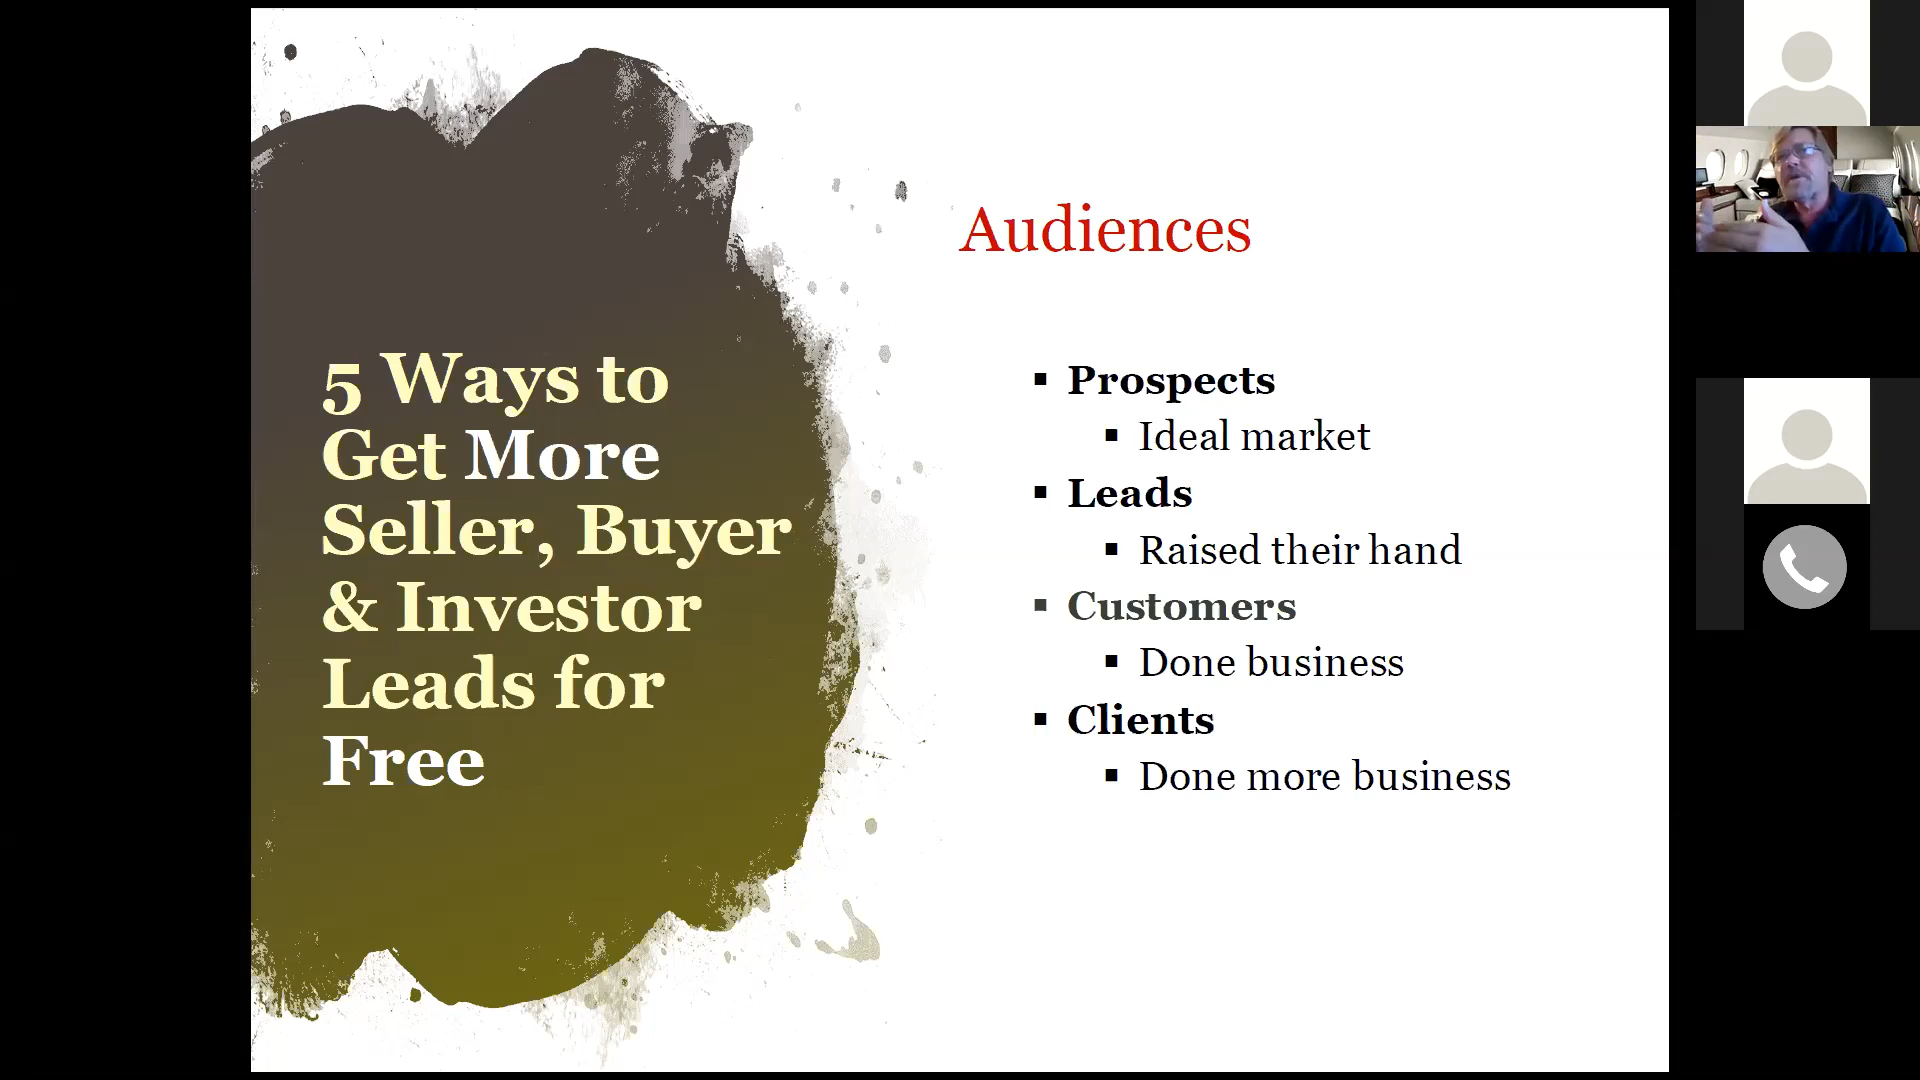 5 Ways to
Get More
Seller, Buyer
& Investor
Leads for
Free
Audiences
▪ Prospects
▪ Ideal market
▪ Leads
▪ Raised their hand
▪ Customers
▪ Done business
▪ Clients
▪ Done more business